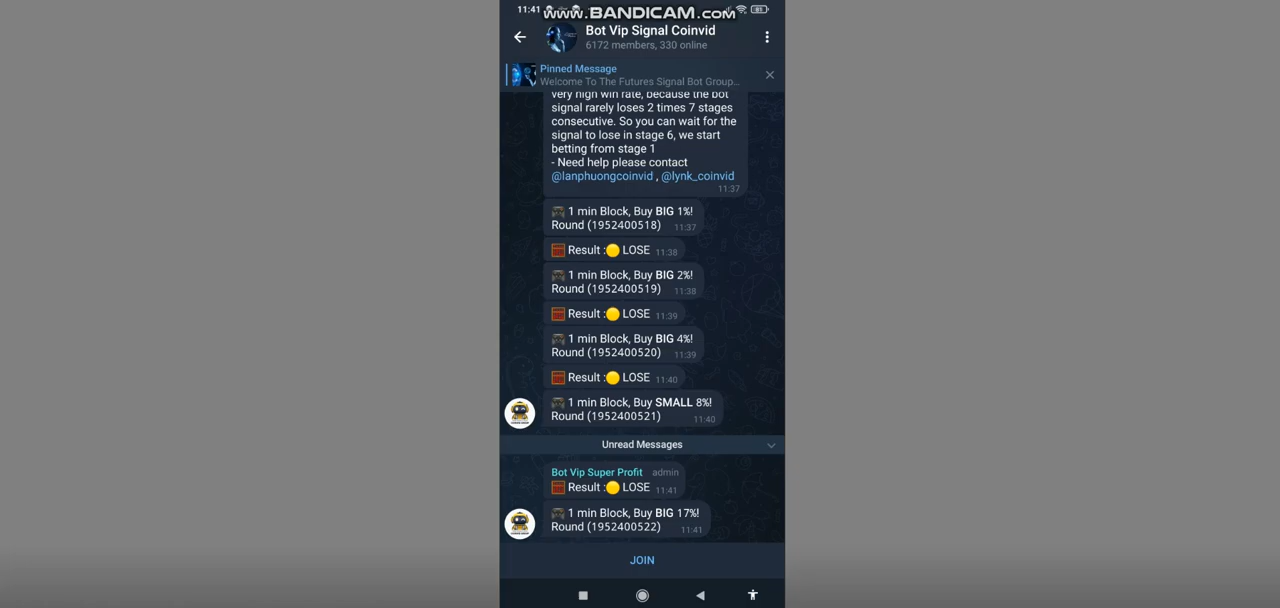 11:41
www.BANDICAM.com
Bot Vip Signal Coinvid
6172 members, 330 online
Pinned Message
Welcome To The Futures Signal Bot Group...
very high win rate, because the bot
signal rarely loses 2 times 7 stages
consecutive. So you can wait for the
signal to lose in stage 6, we start
betting from stage 1
- Need help please contact
@lanphuongcoinvid , @lynk_coinvid
11:37
1 min Block, Buy BIG 1%!
Round (1952400518) 11:37
Result : LOSE 11:38
1 min Block, Buy BIG 2%!
Round (1952400519) 11:38
Result : LOSE 11:39
1 min Block, Buy BIG 4%!
Round (1952400520) 11:39
Result : LOSE 11:40
1 min Block, Buy SMALL 8%!
Round (1952400521) 11:40
Unread Messages
Bot Vip Super Profit admin
Result : LOSE 11:41
1 min Block, Buy BIG 17%!
Round (1952400522) 11:41
JOIN